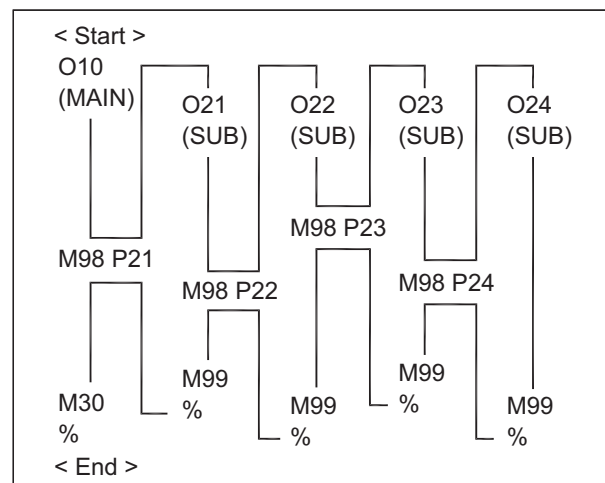 < Start >
O10
(MAIN)
O21
(SUB)
O22
(SUB)
O23
(SUB)
O24
(SUB)
M98 P21
M98 P22
M98 P23
M98 P24
M30
%
M99
%
M99
%
M99
%
M99
%
< End >